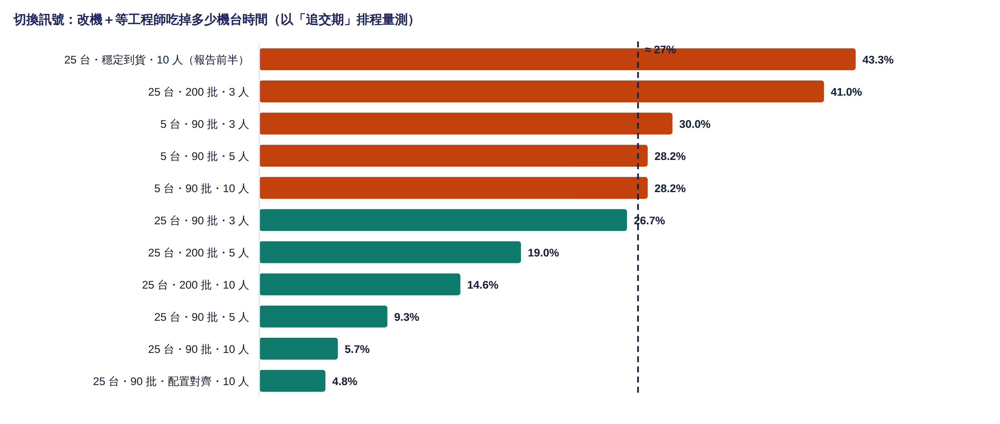 切換訊號：改機＋等工程師吃掉多少機台時間（以「追交期」排程量測）
≈ 27%
25 台・穩定到貨・10 人（報告前半） 43.3%
25 台・200 批・3 人 41.0%
5 台・90 批・3 人 30.0%
5 台・90 批・5 人 28.2%
5 台・90 批・10 人 28.2%
25 台・90 批・3 人 26.7%
25 台・200 批・5 人 19.0%
25 台・200 批・10 人 14.6%
25 台・90 批・5 人 9.3%
25 台・90 批・10 人 5.7%
25 台・90 批・配置對齊・10 人 4.8%